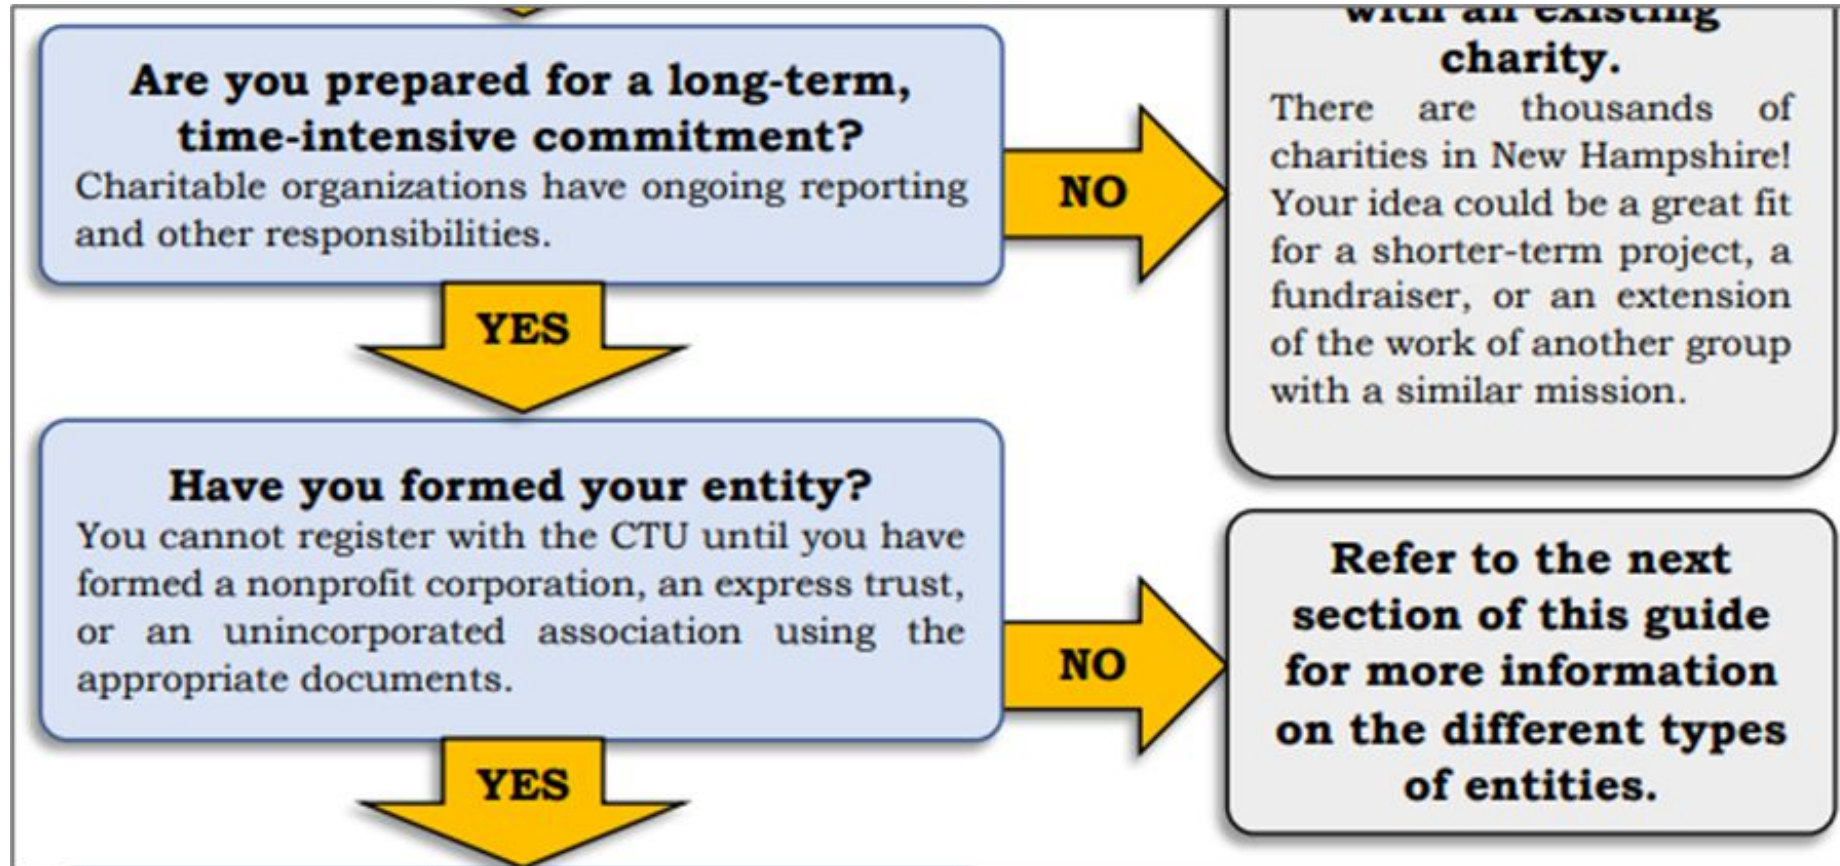 Are you prepared for a long-term,
time-intensive commitment?
Charitable organizations have ongoing reporting
and other responsibilities.
NO
with an existing
charity.
There are thousands of
charities in New Hampshire!
Your idea could be a great fit
for a shorter-term project, a
fundraiser, or an extension
of the work of another group
with a similar mission.
YES
Have you formed your entity?
You cannot register with the CTU until you have
formed a nonprofit corporation, an express trust,
or an unincorporated association using the
appropriate documents.
NO
Refer to the next
section of this guide
for more information
on the different types
of entities.
YES